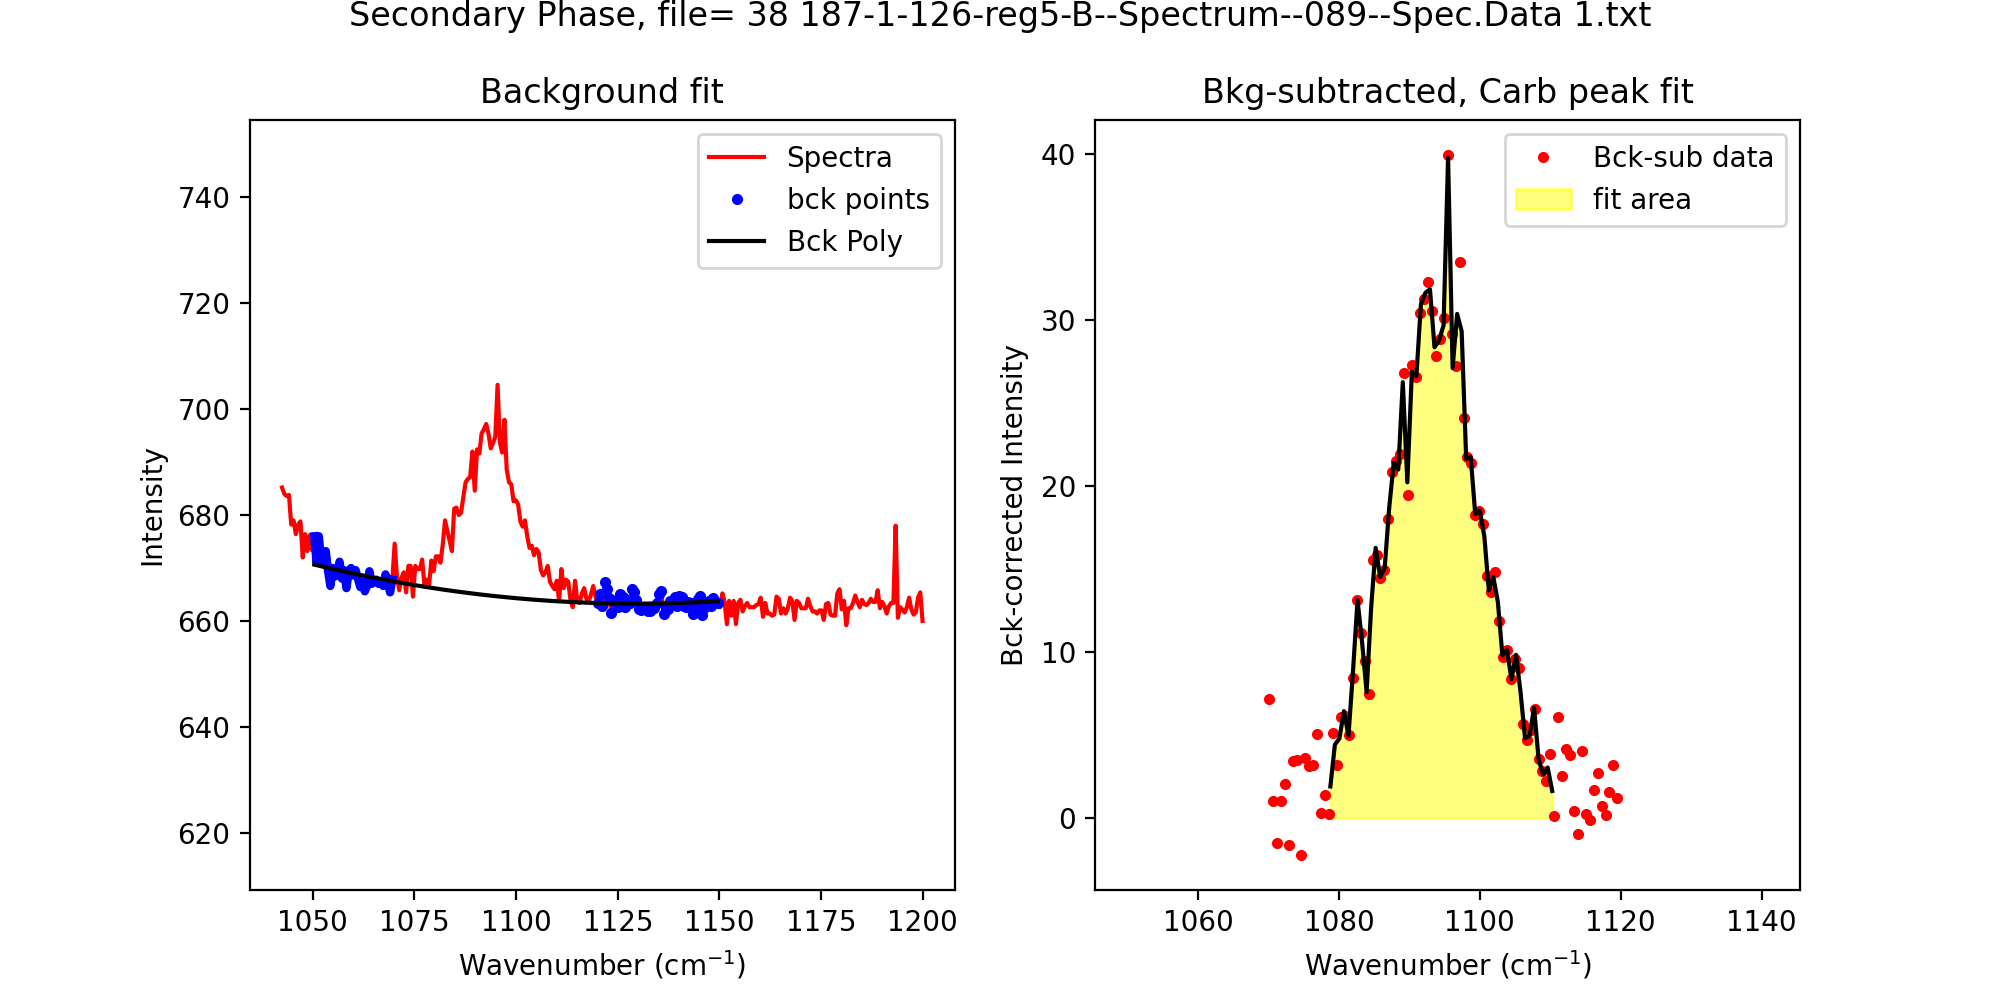 Secondary Phase, file= 38 187-1-126-reg5-B--Spectrum--089--Spec.Data 1.txt
Background fit
Spectra
bck points
Bck Poly
740
720
700
680
660
640
620
Intensity
1050 1075 1100 1125 1150 1175 1200
Wavenumber (cm⁻¹)
Bkg-subtracted, Carb peak fit
Bck-sub data
fit area
40
30
20
10
0
Bck-corrected Intensity
1060 1080 1100 1120 1140
Wavenumber (cm⁻¹)